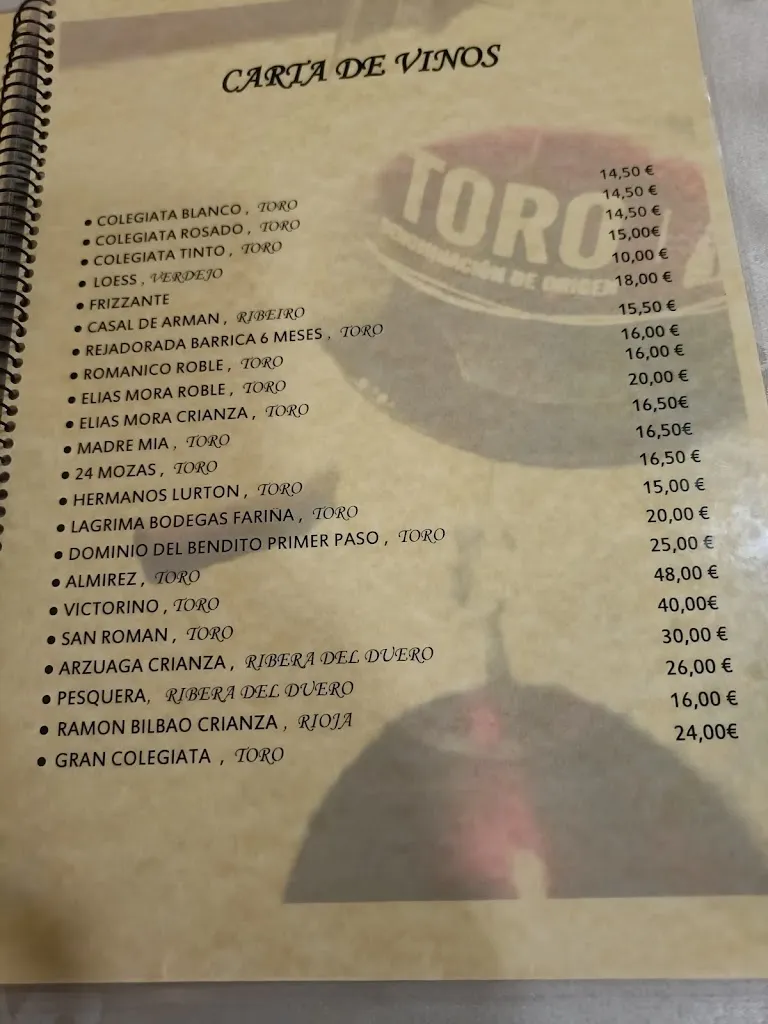 CARTA DE VINOS
• COLEGIATA BLANCO , TORO 14,50 €
• COLEGIATA ROSADO , TORO 14,50 €
• COLEGIATA TINTO , TORO 14,50 €
• LOESS , VERDEJO 15,00€
• FRIZZANTE 10,00 €
• CASAL DE ARMAN , RIBEIRO 18,00 €
• REJADORADA BARRICA 6 MESES , TORO 15,50 €
• ROMANICO ROBLE , TORO 16,00 €
• ELIAS MORA ROBLE , TORO 16,00 €
• ELIAS MORA CRIANZA , TORO 20,00 €
• MADRE MIA , TORO 16,50€
• 24 MOZAS , TORO 16,50€
• HERMANOS LURTON , TORO 16,50 €
• LAGRIMA BODEGAS FARIÑA , TORO 15,00 €
• DOMINIO DEL BENDITO PRIMER PASO , TORO 20,00 €
• ALMIREZ , TORO 25,00 €
• VICTORINO , TORO 48,00 €
• SAN ROMAN , TORO 40,00€
• ARZUAGA CRIANZA , RIBERA DEL DUERO 30,00 €
• PESQUERA, RIBERA DEL DUERO 26,00 €
• RAMON BILBAO CRIANZA , RIOJA 16,00 €
• GRAN COLEGIATA , TORO 24,00€
TORO
DENOMINACIÓN DE ORIGEN